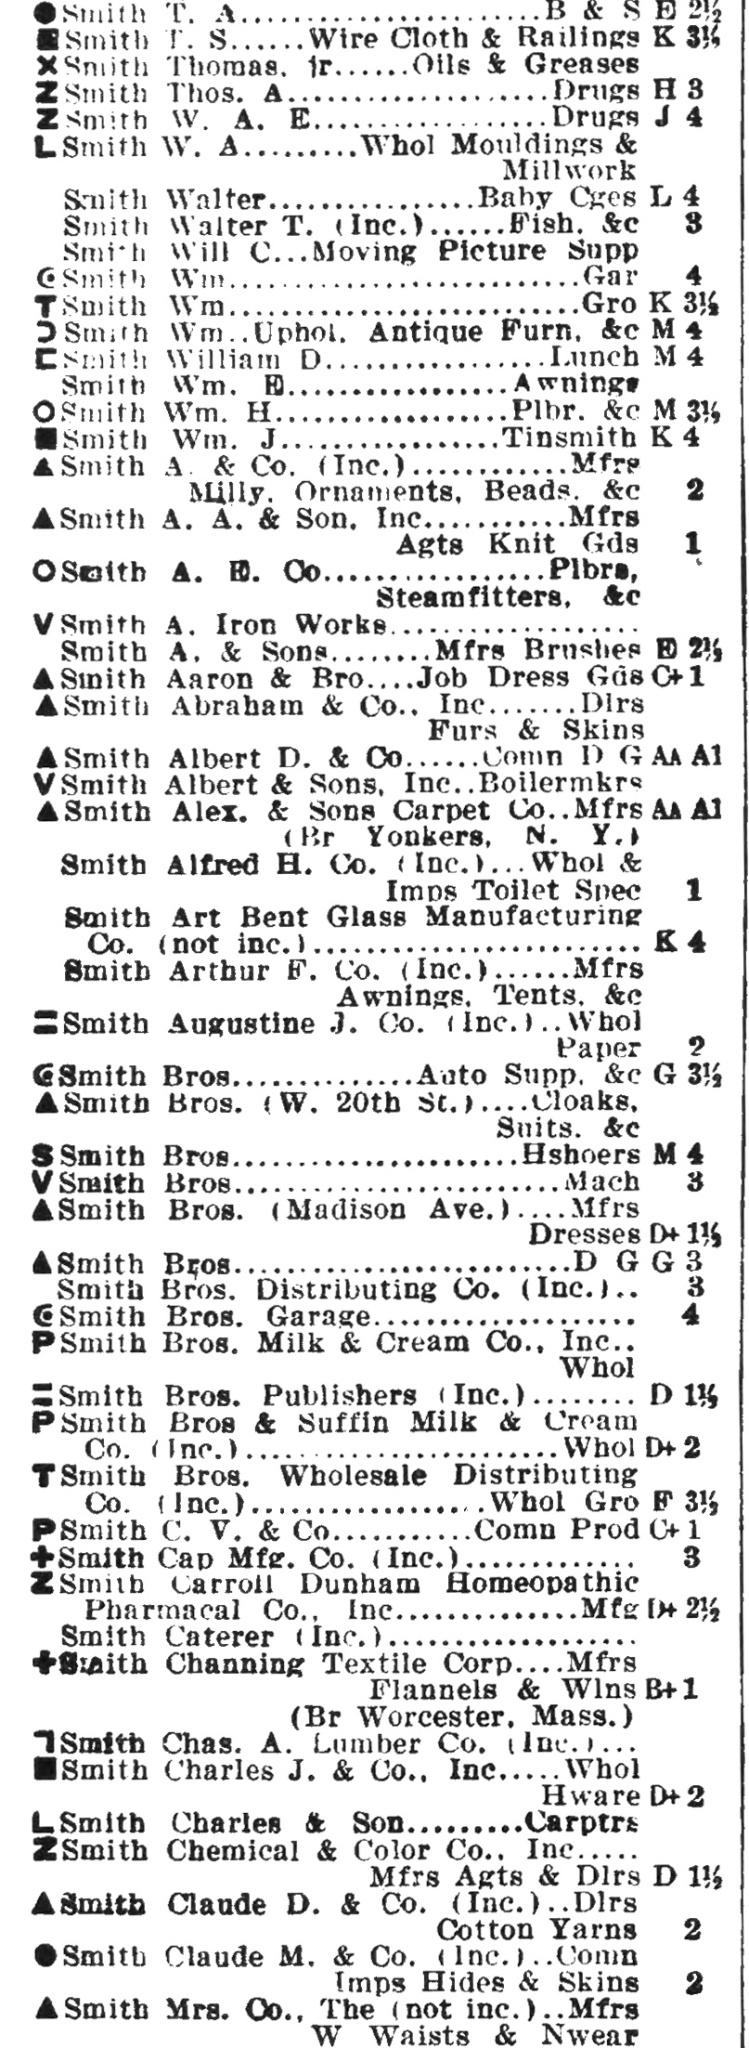 ●Smith T. A.....................B & S E 2½
■Smith T. S......Wire Cloth & Railings K 3½
×Smith Thomas, jr......Oils & Greases
ZSmith Thos. A...................Drugs H 3
ZSmith W. A. E.................Drugs J 4
LSmith W. A.........Whol Mouldings &
Millwork
Smith Walter................Baby Cges L 4
Smith Walter T. (Inc.)......Fish, &c 3
Smith Will C...Moving Picture Supp
Smith Wm..........................Gar 4
TSmith Wm..........................Gro K 3½
Smith Wm..Uphol, Antique Furn, &c M 4
Smith William D.................Lunch M 4
Smith Wm. E.................Awnings
OSmith Wm. H..................Plbr, &c M 3½
■Smith Wm. J................Tinsmith K 4
▲Smith A. & Co. (Inc.)............Mfrs
Milly, Ornaments, Beads, &c 2
▲Smith A. A. & Son, Inc...........Mfrs
Agts Knit Gds 1
OSmith A. E. Co.................Plbrs,
Steamfitters, &c
VSmith A. Iron Works...................
Smith A. & Sons........Mfrs Brushes E 2½
▲Smith Aaron & Bro....Job Dress Gds C+ 1
▲Smith Abraham & Co., Inc.......Dlrs
Furs & Skins
▲Smith Albert D. & Co......Comn D G AA A1
VSmith Albert & Sons, Inc..Boilermkrs
▲Smith Alex. & Sons Carpet Co..Mfrs AA A1
(Br Yonkers, N. Y.)
Smith Alfred H. Co. (Inc.)...Whol &
Imps Toilet Spec 1
Smith Art Bent Glass Manufacturing
Co. (not inc.)......................... K 4
Smith Arthur F. Co. (Inc.)......Mfrs
Awnings, Tents, &c
=Smith Augustine J. Co. (Inc.)..Whol
Paper 2
Smith Bros..............Auto Supp, &c G 3½
▲Smith Bros. (W. 20th St.)....Cloaks,
Suits, &c
SSmith Bros......................Hshoers M 4
VSmith Bros.........................Mach 3
▲Smith Bros. (Madison Ave.)....Mfrs
Dresses D+ 1½
▲Smith Bros.........................D G G 3
Smith Bros. Distributing Co. (Inc.).. 3
Smith Bros. Garage.................... 4
PSmith Bros. Milk & Cream Co., Inc..
Whol
=Smith Bros. Publishers (Inc.)........ D 1½
PSmith Bros & Suffin Milk & Cream
Co. (Inc.)........................Whol D+ 2
TSmith Bros. Wholesale Distributing
Co. (Inc.)..................Whol Gro F 3½
PSmith C. V. & Co...........Comn Prod C+ 1
+Smith Cap Mfg. Co. (Inc.)............. 3
ZSmith Carroll Dunham Homeopathic
Pharmacal Co., Inc..............Mfg D+ 2½
Smith Caterer (Inc.)...................
+Smith Channing Textile Corp....Mfrs
Flannels & Wlns B+ 1
(Br Worcester, Mass.)
Smith Chas. A. Lumber Co. (Inc.)...
■Smith Charles J. & Co., Inc.....Whol
Hware D+ 2
LSmith Charles & Son.........Carptrs
ZSmith Chemical & Color Co., Inc.....
Mfrs Agts & Dlrs D 1½
▲Smith Claude D. & Co. (Inc.)..Dlrs
Cotton Yarns 2
●Smith Claude M. & Co. (Inc.)..Comn
Imps Hides & Skins 2
▲Smith Mrs. Co., The (not inc.)..Mfrs
W Waists & Nwear